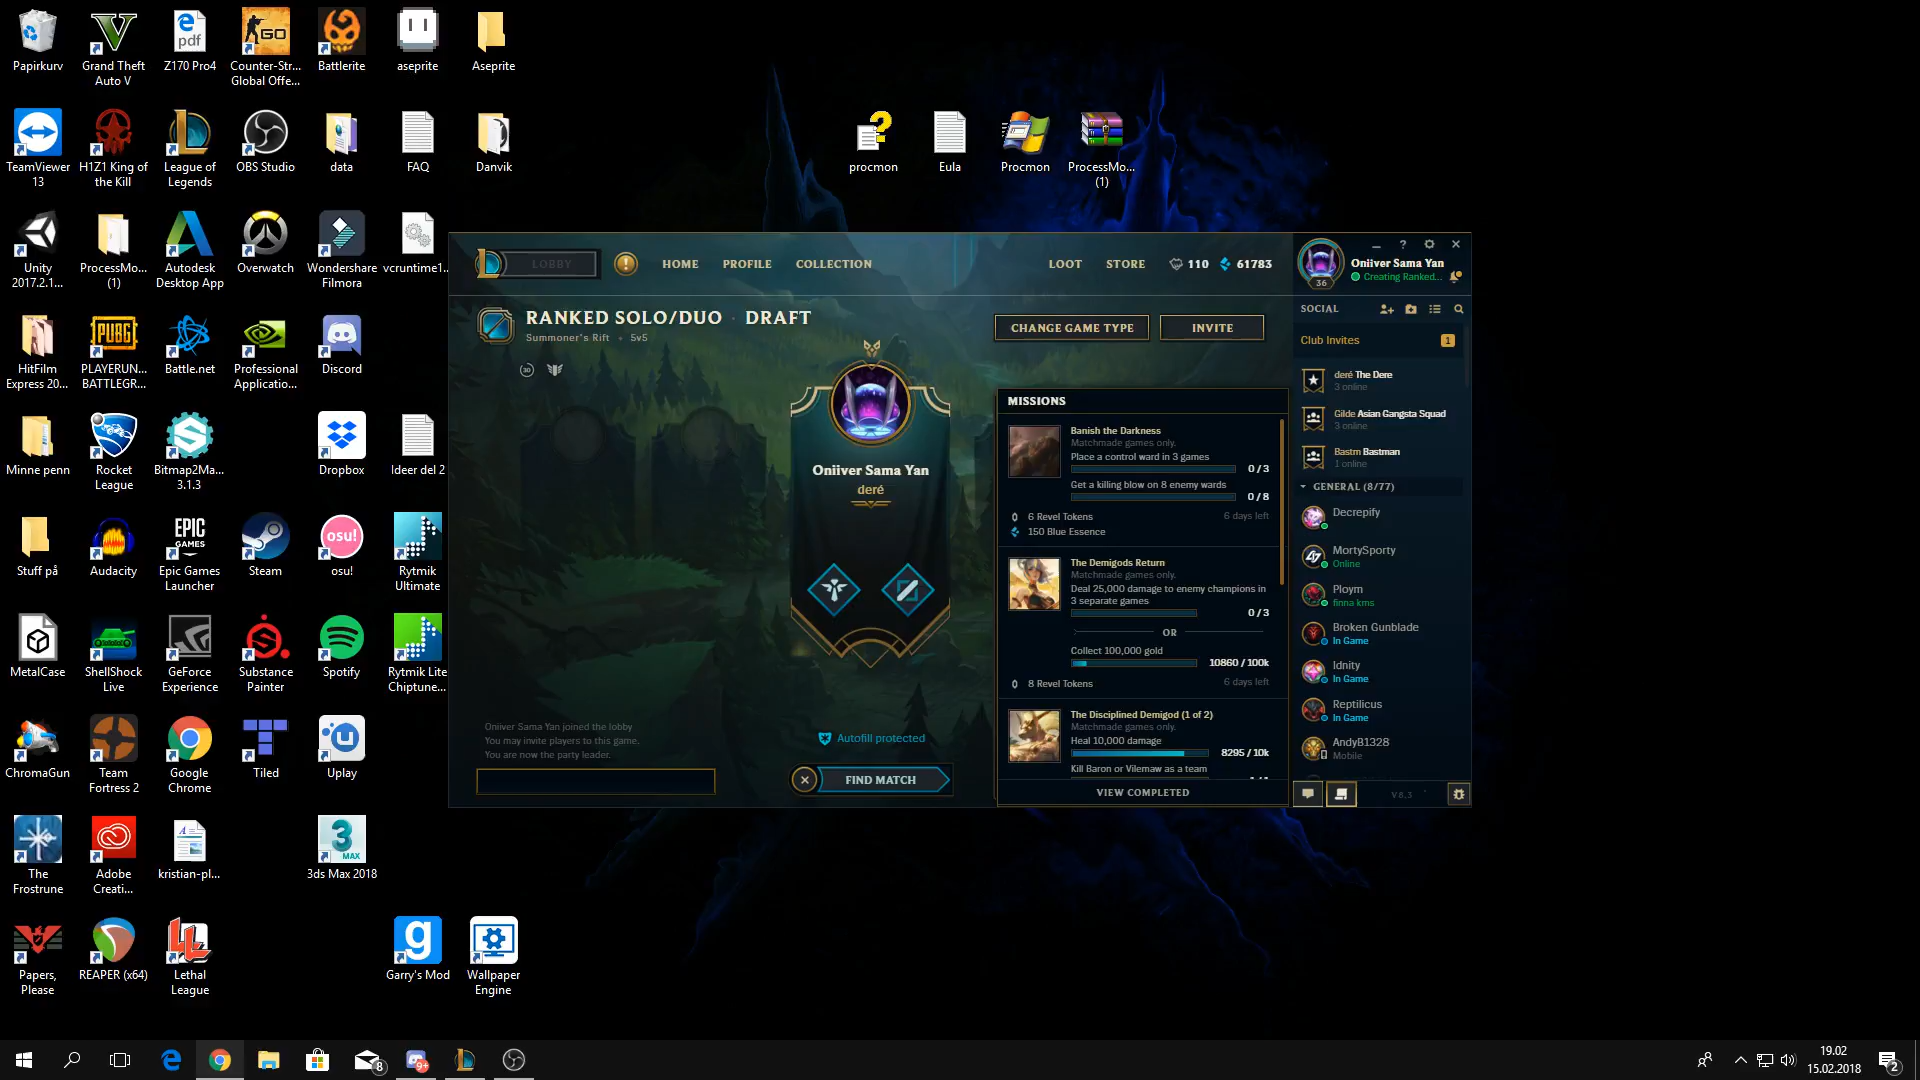 Papirkurv
Grand Theft
Auto V
Z170 Pro4
Counter-Str...
Global Offe...
Battlerite
aseprite
Aseprite
TeamViewer
13
H1Z1 King of
the Kill
League of
Legends
OBS Studio
data
FAQ
Danvik
procmon
Eula
Procmon
ProcessMo...
(1)
Unity
2017.2.1...
ProcessMo...
(1)
Autodesk
Desktop App
Overwatch
Wondershare
Filmora
vcruntime1...
HitFilm
Express 20...
PLAYERUN...
BATTLEGR...
Battle.net
Professional
Applicatio...
Discord
Minne penn
Rocket
League
Bitmap2Ma...
3.1.3
Dropbox
Ideer del 2
Stuff på
Audacity
Epic Games
Launcher
Steam
osu!
Rytmik
Ultimate
MetalCase
ShellShock
Live
GeForce
Experience
Substance
Painter
Spotify
Rytmik Lite
Chiptune...
ChromaGun
Team
Fortress 2
Google
Chrome
Tiled
Uplay
The
Frostrune
Adobe
Creati...
kristian-pl...
3ds Max 2018
Papers,
Please
REAPER (x64)
Lethal
League
Garry's Mod
Wallpaper
Engine
LOBBY
HOME
PROFILE
COLLECTION
LOOT
STORE
110
61783
36
Oniiver Sama Yan
Creating Ranked...
RANKED SOLO/DUO · DRAFT
Summoner's Rift • 5v5
30
CHANGE GAME TYPE
INVITE
Oniiver Sama Yan
deré
Oniiver Sama Yan joined the lobby
You may invite players to this game.
You are now the party leader.
Autofill protected
FIND MATCH
MISSIONS
Banish the Darkness
Matchmade games only.
Place a control ward in 3 games
0 / 3
Get a killing blow on 8 enemy wards
0 / 8
6 Revel Tokens
6 days left
150 Blue Essence
The Demigods Return
Matchmade games only.
Deal 25,000 damage to enemy champions in
3 separate games
0 / 3
OR
Collect 100,000 gold
10860 / 100k
8 Revel Tokens
6 days left
The Disciplined Demigod (1 of 2)
Matchmade games only.
Heal 10,000 damage
8295 / 10k
Kill Baron or Vilemaw as a team
VIEW COMPLETED
SOCIAL
Club Invites
1
deré The Dere
3 online
Gilde Asian Gangsta Squad
3 online
Bastm Bastman
1 online
GENERAL (8/77)
Decrepify
MortySporty
Online
Ploym
finna kms
Broken Gunblade
In Game
Idnity
In Game
Reptilicus
In Game
AndyB1328
Mobile
V8.3
8
9+
19.02
15.02.2018
2